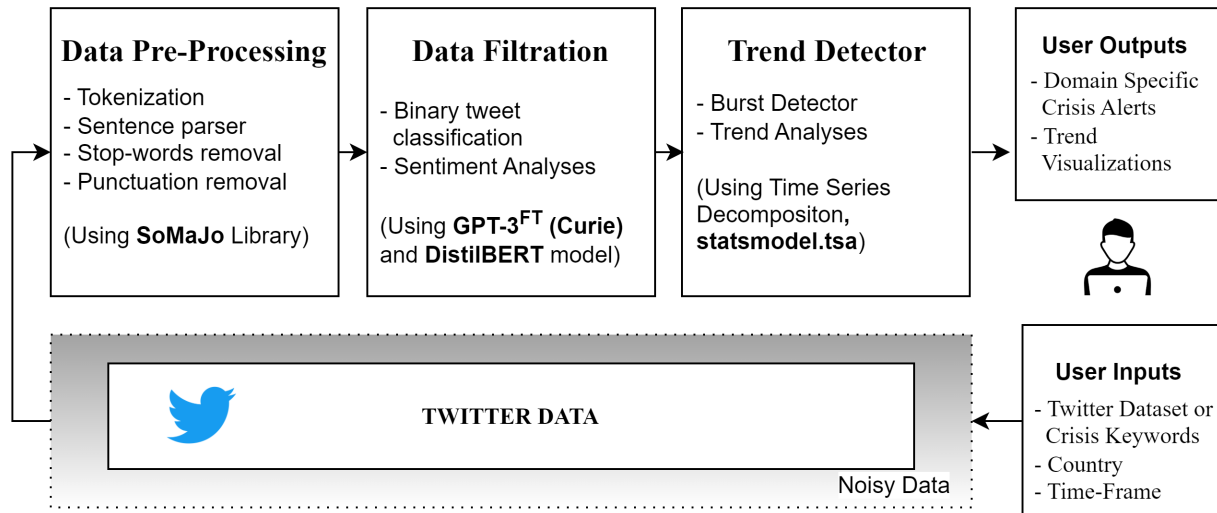 Data Pre-Processing
- Tokenization
- Sentence parser
- Stop-words removal
- Punctuation removal
(Using SoMaJo Library)
Data Filtration
- Binary tweet
classification
- Sentiment Analyses
(Using GPT-3FT (Curie)
and DistilBERT model)
Trend Detector
- Burst Detector
- Trend Analyses
(Using Time Series
Decompositon,
statsmodel.tsa)
User Outputs
- Domain Specific
Crisis Alerts
- Trend
Visualizations
TWITTER DATA
Noisy Data
User Inputs
- Twitter Dataset or
Crisis Keywords
- Country
- Time-Frame